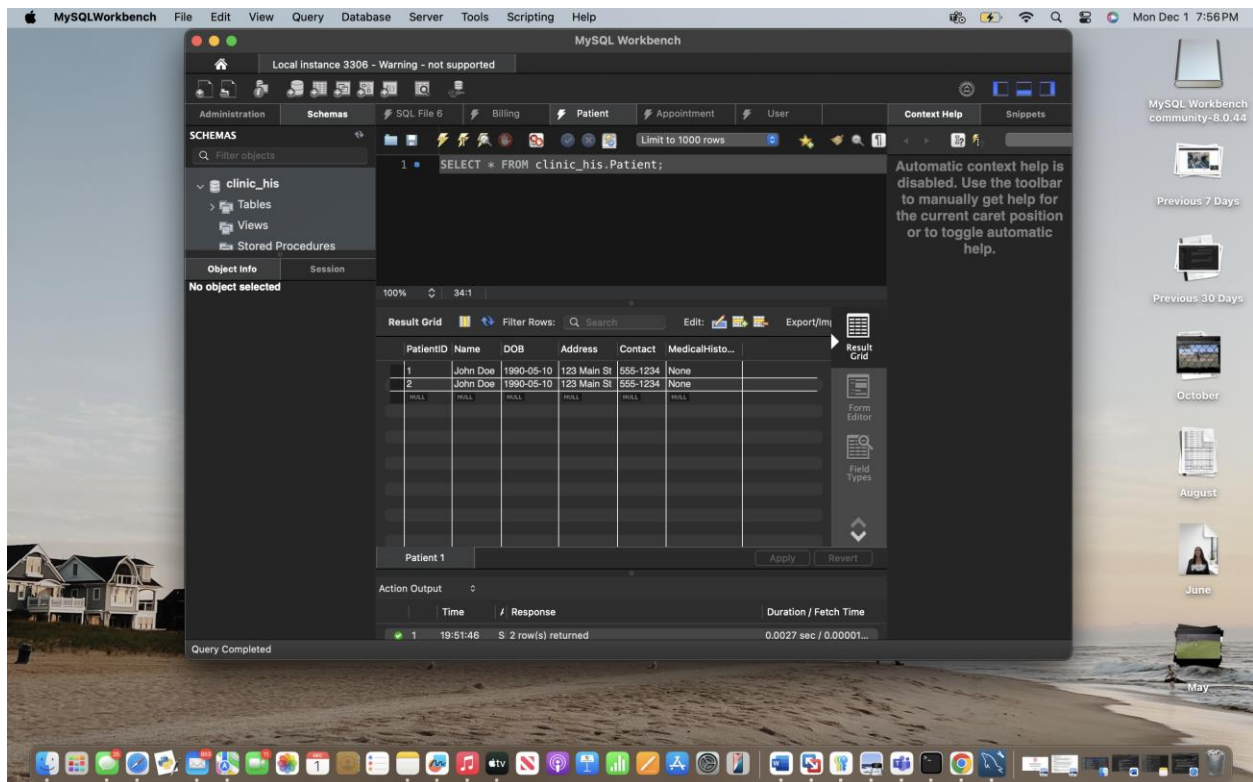 MySQLWorkbench File Edit View Query Database Server Tools Scripting Help Mon Dec 1 7:56 PM
MySQL Workbench
Local instance 3306 - Warning - not supported
Administration Schemas SQL File 6 Billing Patient Appointment User Context Help Snippets
SCHEMAS
Filter objects
Limit to 1000 rows
1 SELECT * FROM clinic_his.Patient;
clinic_his
Tables
Views
Stored Procedures
Object Info Session
No object selected
Automatic context help is
disabled. Use the toolbar
to manually get help for
the current caret position
or to toggle automatic
help.
100% 34:1
Result Grid Filter Rows: Search Edit: Export/Im
Result
Grid
Form
Editor
Field
Types
PatientID Name DOB Address Contact MedicalHisto...
1 John Doe 1990-05-10 123 Main St 555-1234 None
2 John Doe 1990-05-10 123 Main St 555-1234 None
NULL NULL NULL NULL NULL NULL
Patient 1 Apply Revert
Action Output
Time / Response Duration / Fetch Time
1 19:51:46 S 2 row(s) returned 0.0027 sec / 0.00001...
Query Completed
MySQL Workbench
community-8.0.44
Previous 7 Days
Previous 30 Days
October
August
June
May
tv